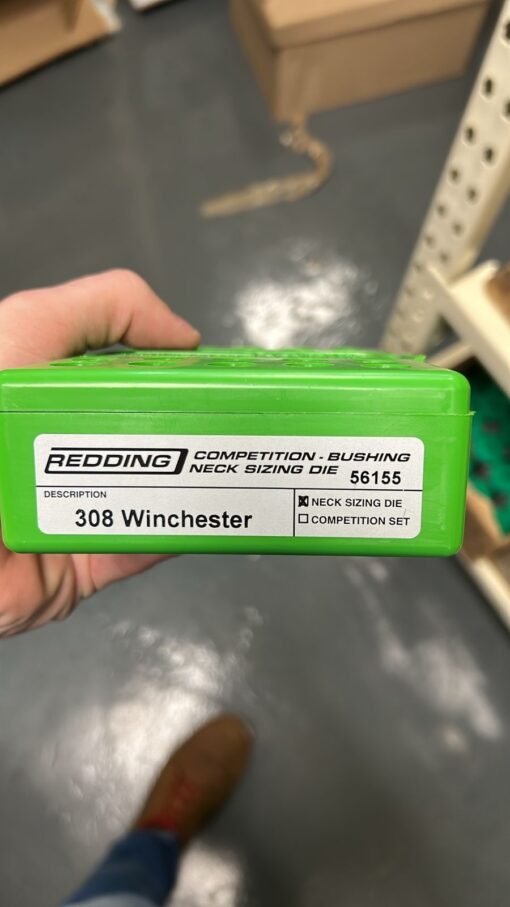 REDDING COMPETITION - BUSHING
NECK SIZING DIE 56155
DESCRIPTION
308 Winchester
☒ NECK SIZING DIE
☐ COMPETITION SET